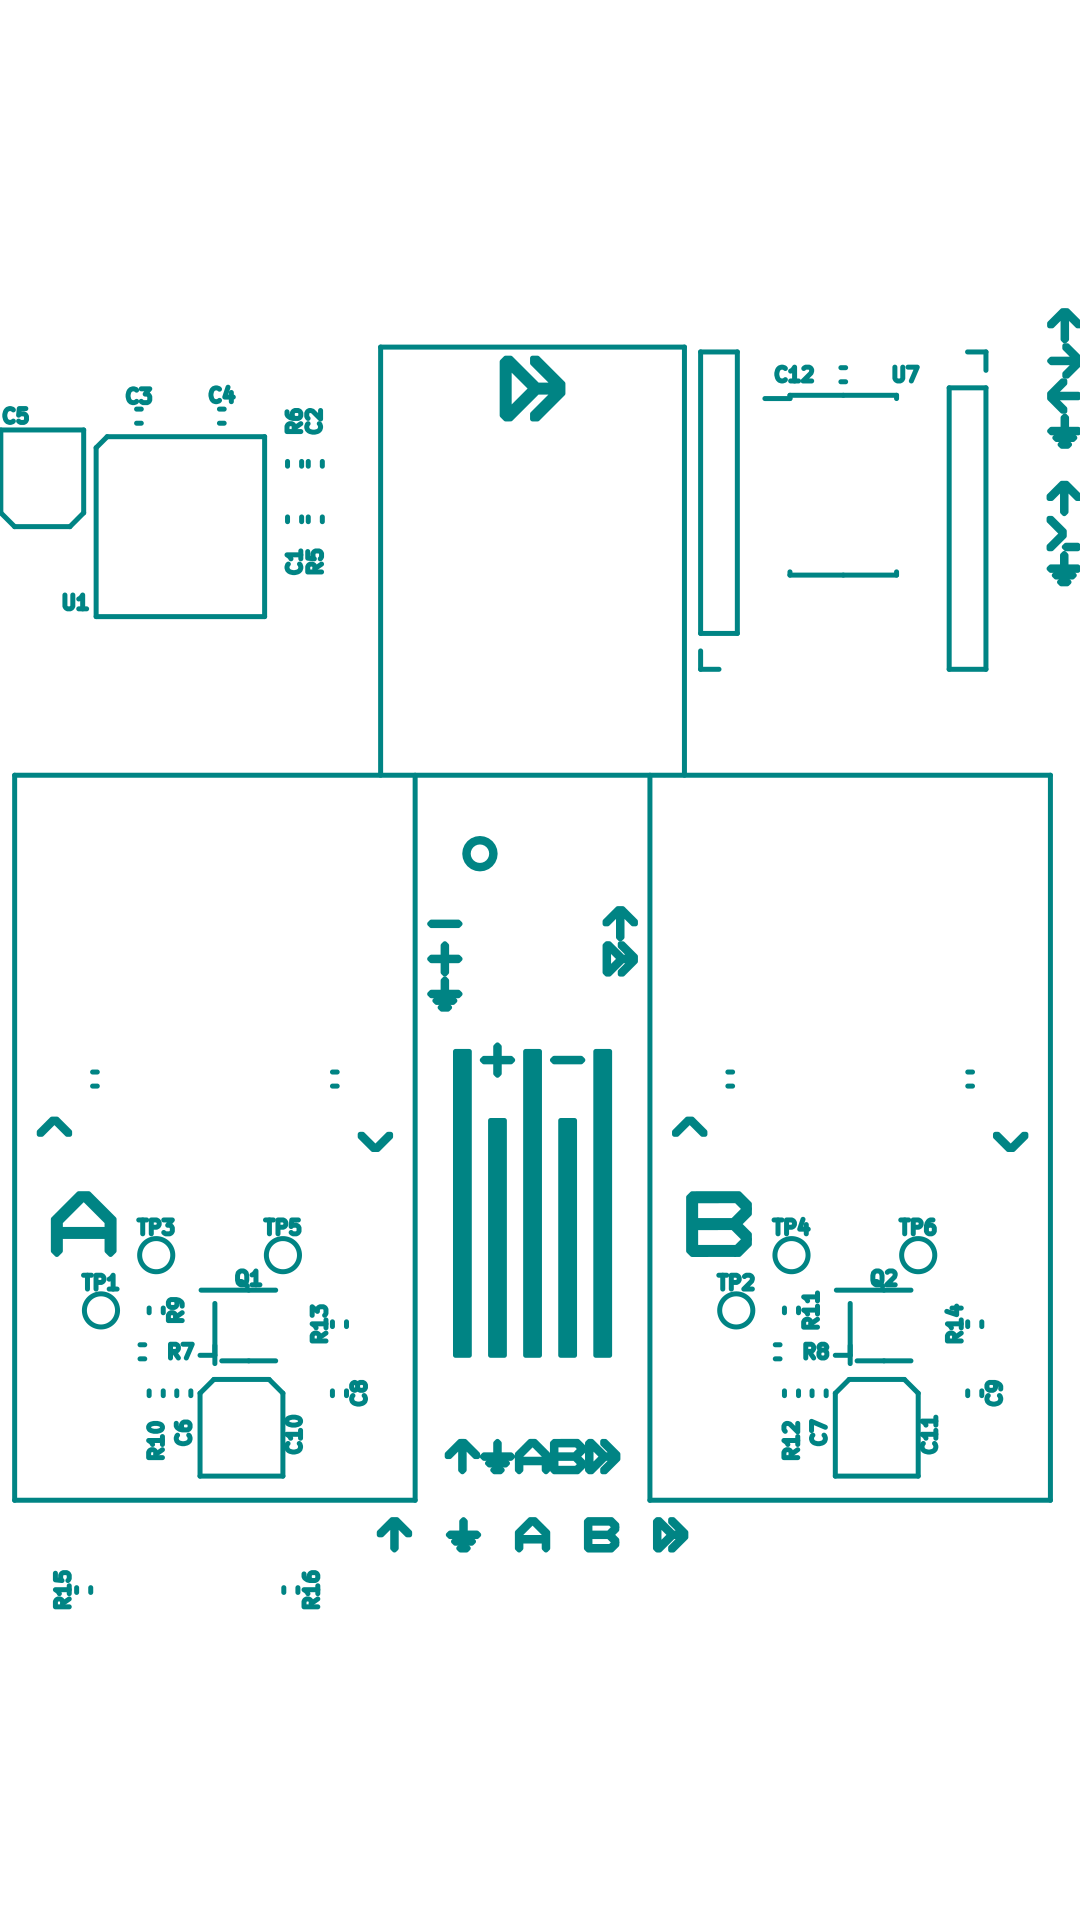 C12
U7
C3
C4
C5
R6
C2
C1
R5
U1
+
+
A
B
TP3
TP5
TP4
TP6
TP1
Q1
TP2
Q2
R9
R13
R11
R14
R7
R8
C8
C9
R10
C6
C10
R12
C7
C11
A B
A B
R15
R16